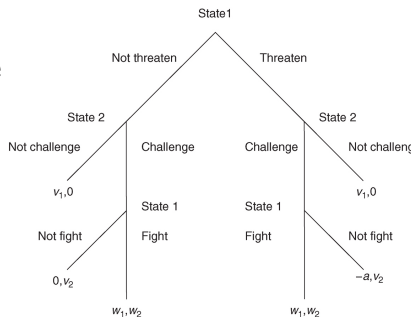 State1
Not threaten Threaten
State 2 State 2
Not challenge Challenge Challenge Not challeng
v1,0 v1,0
State 1 State 1
Not fight Fight Fight Not fight
0,v2 −a,v2
w1,w2 w1,w2